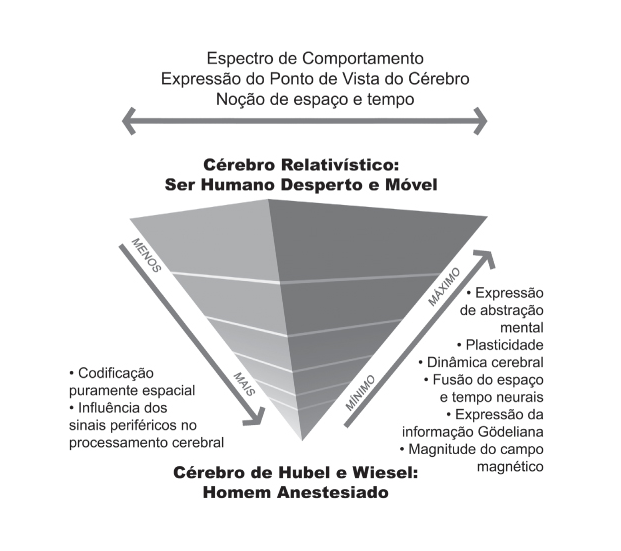 Espectro de Comportamento
Expressão do Ponto de Vista do Cérebro
Noção de espaço e tempo
Cérebro Relativístico:
Ser Humano Desperto e Móvel
MENOS
MAIS
MÁXIMO
MÍNIMO
• Codificação
puramente espacial
• Influência dos
sinais periféricos no
processamento cerebral
• Expressão
de abstração
mental
• Plasticidade
• Dinâmica cerebral
• Fusão do espaço
e tempo neurais
• Expressão da
informação Gödeliana
• Magnitude do campo
magnético
Cérebro de Hubel e Wiesel:
Homem Anestesiado